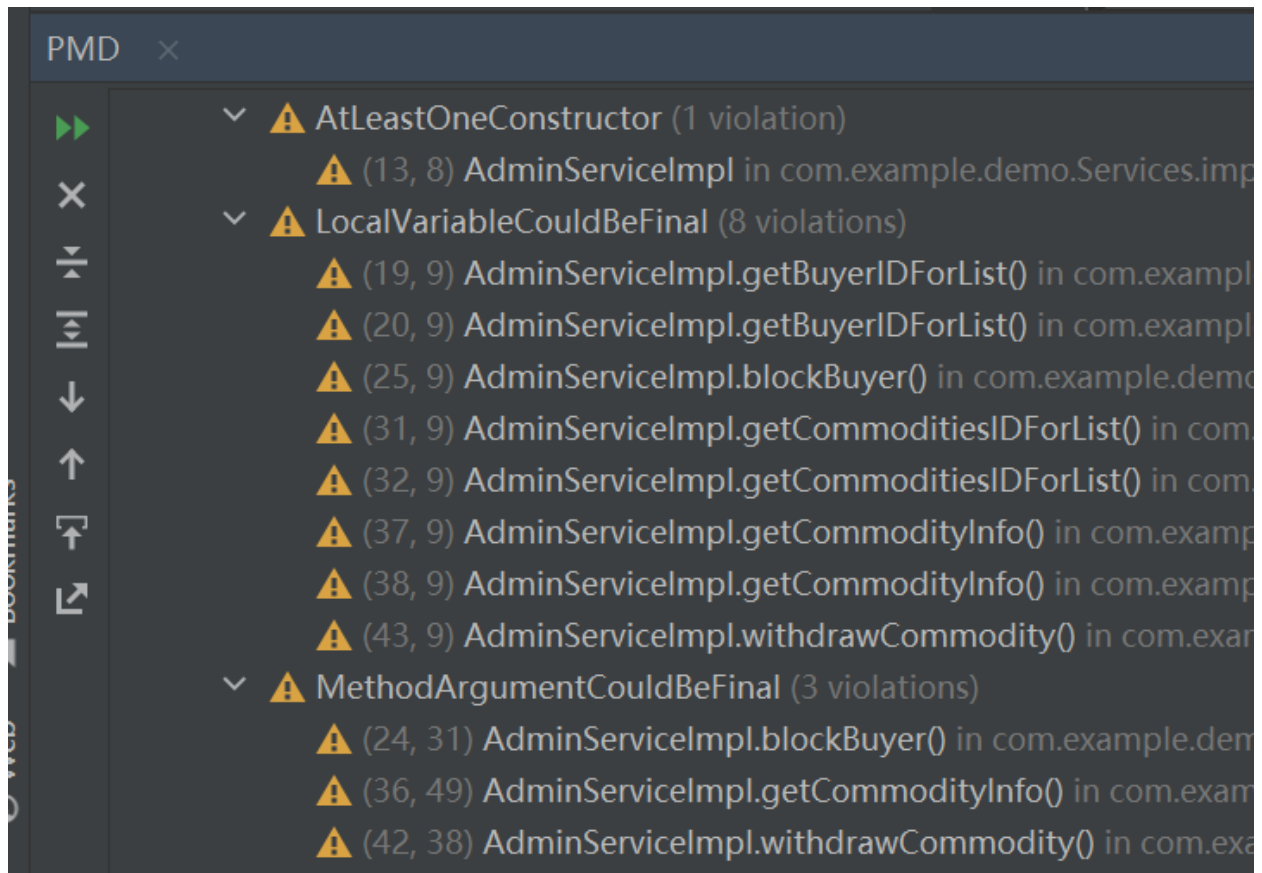 PMD
AtLeastOneConstructor (1 violation)
(13, 8) AdminServiceImpl in com.example.demo.Services.imp
LocalVariableCouldBeFinal (8 violations)
(19, 9) AdminServiceImpl.getBuyerIDForList() in com.exampl
(20, 9) AdminServiceImpl.getBuyerIDForList() in com.exampl
(25, 9) AdminServiceImpl.blockBuyer() in com.example.demo
(31, 9) AdminServiceImpl.getCommoditiesIDForList() in com.
(32, 9) AdminServiceImpl.getCommoditiesIDForList() in com.
(37, 9) AdminServiceImpl.getCommodityInfo() in com.examp
(38, 9) AdminServiceImpl.getCommodityInfo() in com.examp
(43, 9) AdminServiceImpl.withdrawCommodity() in com.exar
MethodArgumentCouldBeFinal (3 violations)
(24, 31) AdminServiceImpl.blockBuyer() in com.example.dem
(36, 49) AdminServiceImpl.getCommodityInfo() in com.exam
(42, 38) AdminServiceImpl.withdrawCommodity() in com.exa
Bookmarks
Web